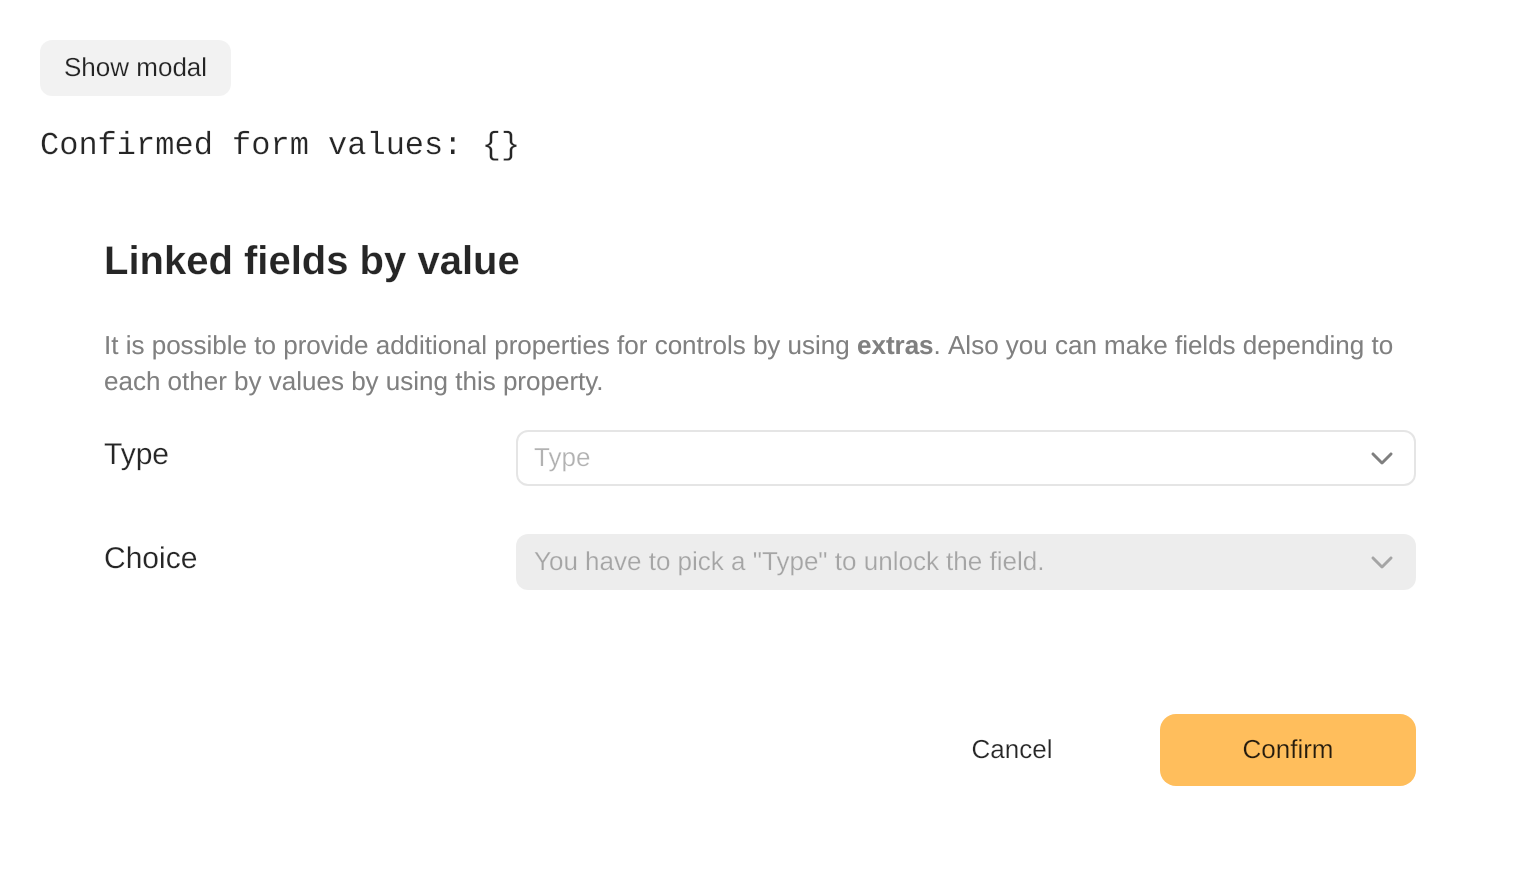 Show modal
Confirmed form values: {}
Linked fields by value
It is possible to provide additional properties for controls by using extras. Also you can make fields depending to
each other by values by using this property.
Type
Type
Choice
You have to pick a "Type" to unlock the field.
Cancel
Confirm